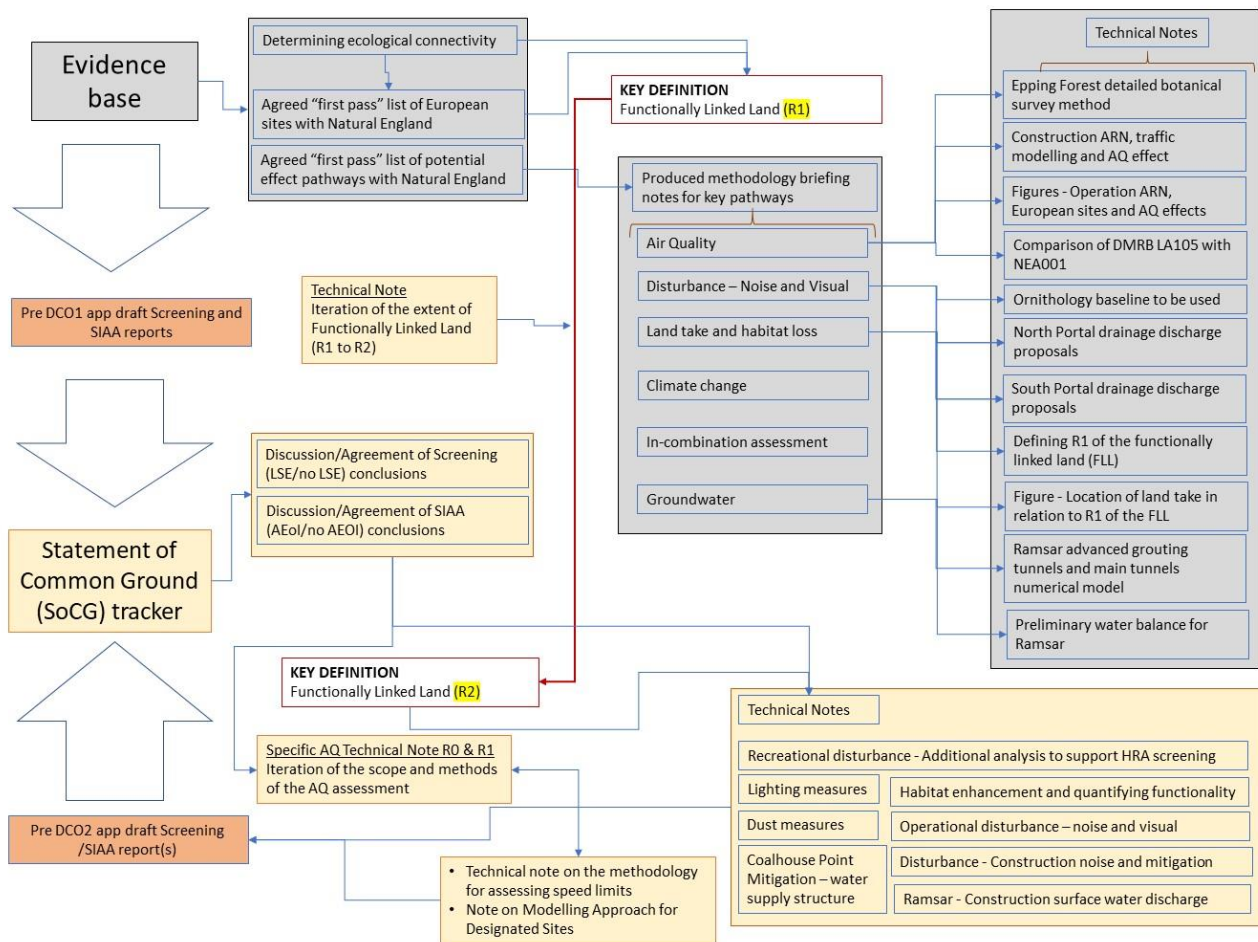 Evidence
base
Determining ecological connectivity
Agreed “first pass” list of European
sites with Natural England
Agreed “first pass” list of potential
effect pathways with Natural England
KEY DEFINITION
Functionally Linked Land (R1)
Produced methodology briefing
notes for key pathways
Air Quality
Disturbance – Noise and Visual
Land take and habitat loss
Climate change
In-combination assessment
Groundwater
Technical Notes
Epping Forest detailed botanical
survey method
Construction ARN, traffic
modelling and AQ effect
Figures - Operation ARN,
European sites and AQ effects
Comparison of DMRB LA105 with
NEA001
Ornithology baseline to be used
North Portal drainage discharge
proposals
South Portal drainage discharge
proposals
Defining R1 of the functionally
linked land (FLL)
Figure - Location of land take in
relation to R1 of the FLL
Ramsar advanced grouting
tunnels and main tunnels
numerical model
Preliminary water balance for
Ramsar
Pre DCO1 app draft Screening and
SIAA reports
Technical Note
Iteration of the extent of
Functionally Linked Land
(R1 to R2)
Discussion/Agreement of Screening
(LSE/no LSE) conclusions
Discussion/Agreement of SIAA
(AEoI/no AEOI) conclusions
Statement of
Common Ground
(SoCG) tracker
KEY DEFINITION
Functionally Linked Land (R2)
Specific AQ Technical Note R0 & R1
Iteration of the scope and methods
of the AQ assessment
Pre DCO2 app draft Screening
/SIAA report(s)
• Technical note on the methodology
for assessing speed limits
• Note on Modelling Approach for
Designated Sites
Technical Notes
Recreational disturbance - Additional analysis to support HRA screening
Lighting measures
Habitat enhancement and quantifying functionality
Dust measures
Operational disturbance – noise and visual
Coalhouse Point
Mitigation – water
supply structure
Disturbance - Construction noise and mitigation
Ramsar - Construction surface water discharge